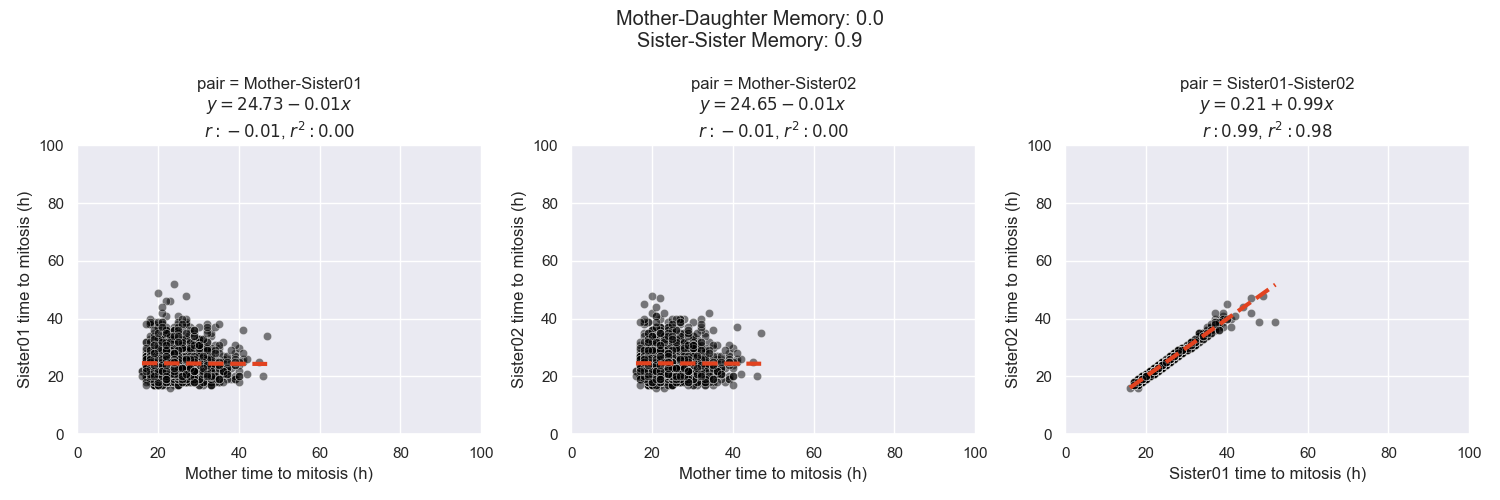 Mother-Daughter Memory: 0.0
Sister-Sister Memory: 0.9
pair = Mother-Sister01
y = 24.73 − 0.01x
r: − 0.01, r²: 0.00
100
80
60
40
20
0
Sister01 time to mitosis (h)
0 20 40 60 80 100
Mother time to mitosis (h)
pair = Mother-Sister02
y = 24.65 − 0.01x
r: − 0.01, r²: 0.00
100
80
60
40
20
0
Sister02 time to mitosis (h)
0 20 40 60 80 100
Mother time to mitosis (h)
pair = Sister01-Sister02
y = 0.21 + 0.99x
r: 0.99, r²: 0.98
100
80
60
40
20
0
Sister02 time to mitosis (h)
0 20 40 60 80 100
Sister01 time to mitosis (h)